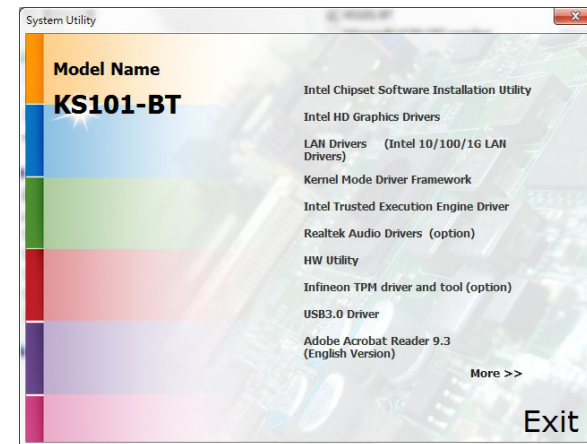 System Utility
Model Name
KS101-BT
Intel Chipset Software Installation Utility
Intel HD Graphics Drivers
LAN Drivers (Intel 10/100/1G LAN
Drivers)
Kernel Mode Driver Framework
Intel Trusted Execution Engine Driver
Realtek Audio Drivers (option)
HW Utility
Infineon TPM driver and tool (option)
USB3.0 Driver
Adobe Acrobat Reader 9.3
(English Version)
More >>
Exit